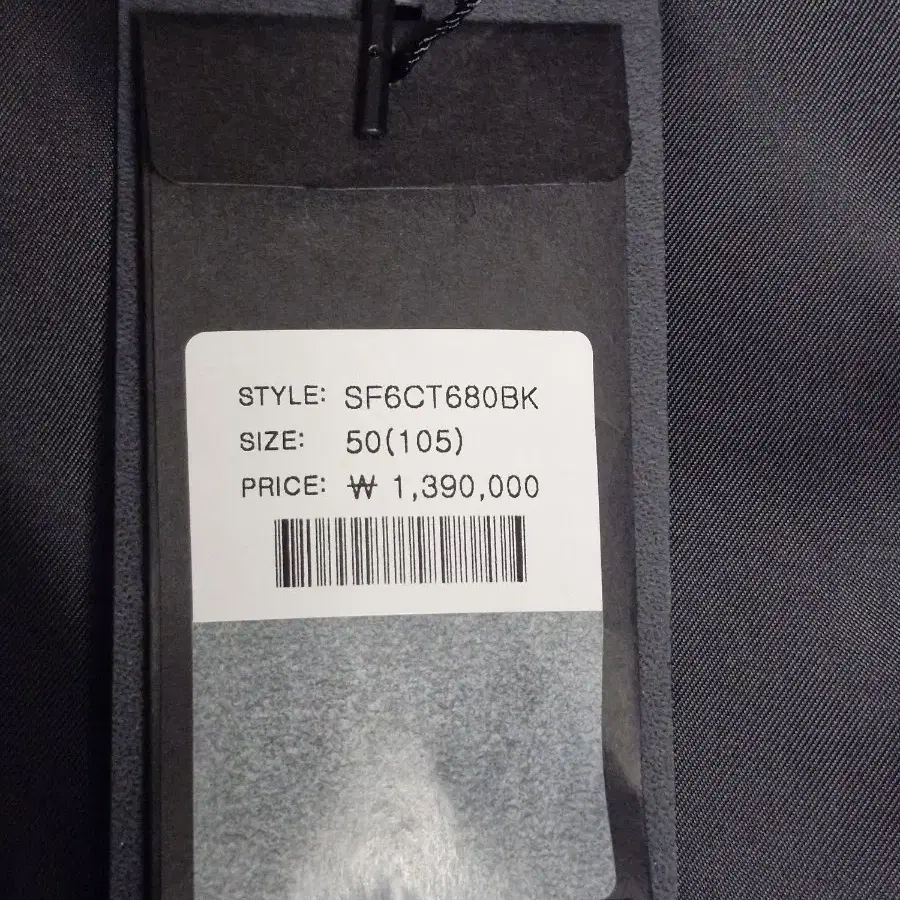 STYLE: SF6CT680BK
SIZE: 50(105)
PRICE: ₩ 1,390,000